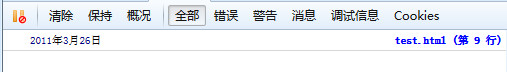 清除 保持 概况 全部 错误 警告 消息 调试信息 Cookies
2011年3月26日 test.html (第 9 行)